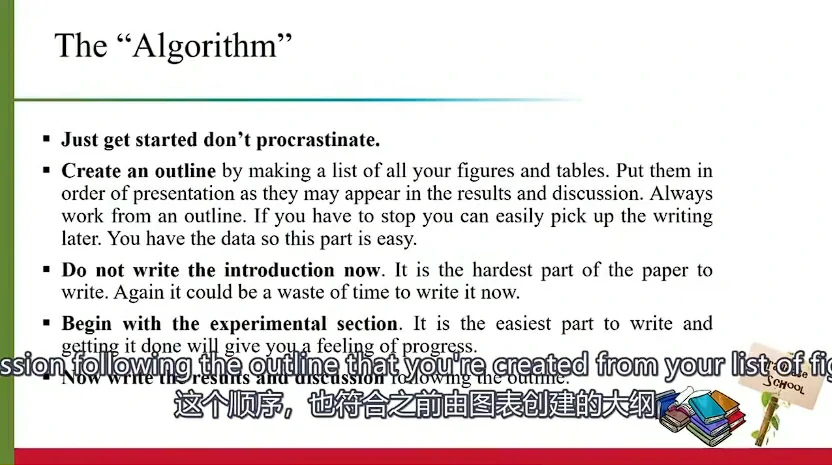 The “Algorithm”
▪ Just get started don’t procrastinate.
▪ Create an outline by making a list of all your figures and tables. Put them in
order of presentation as they may appear in the results and discussion. Always
work from an outline. If you have to stop you can easily pick up the writing
later. You have the data so this part is easy.
▪ Do not write the introduction now. It is the hardest part of the paper to
write. Again it could be a waste of time to write it now.
▪ Begin with the experimental section. It is the easiest part to write and
getting it done will give you a feeling of progress.
ssion following the outline that you're created from your list of fig
Now write the results and discussion following the outline.
这个顺序，也符合之前由图表创建的大纲
SCHOOL